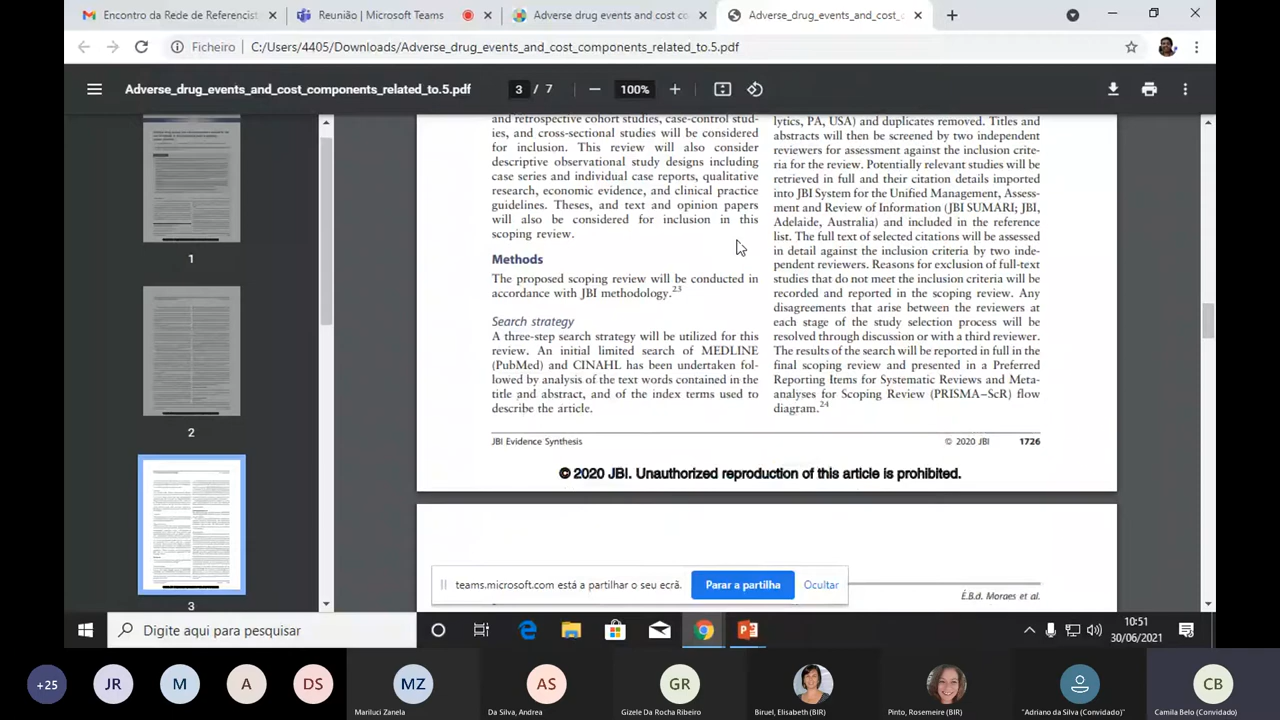 Encontro da Rede de Referencist
Reunião | Microsoft Teams
Adverse drug events and cost co
Adverse_drug_events_and_cost_
Ficheiro
C:/Users/4405/Downloads/Adverse_drug_events_and_cost_components_related_to.5.pdf
Adverse_drug_events_and_cost_components_related_to.5.pdf
3 / 7
100%
1
2
3
and retrospective cohort studies, case-control stud-
ies, and cross-sectional studies will be considered
for inclusion. This review will also consider
descriptive observational study designs including
case series and individual case reports, qualitative
research, economic evidence, and clinical practice
guidelines. Theses, and text and opinion papers
will also be considered for inclusion in this
scoping review.
Methods
The proposed scoping review will be conducted in
accordance with JBI methodology.23
Search strategy
A three-step search strategy will be utilized for this
review. An initial limited search of MEDLINE
(PubMed) and CINAHL has been undertaken fol-
lowed by analysis of the text words contained in the
title and abstract, and of the index terms used to
describe the article.
lytics, PA, USA) and duplicates removed. Titles and
abstracts will then be screened by two independent
reviewers for assessment against the inclusion crite-
ria for the review. Potentially relevant studies will be
retrieved in full and their citation details imported
into JBI System for the Unified Management, Assess-
ment and Review of Information (JBI SUMARI; JBI,
Adelaide, Australia) and included in the reference
list. The full text of selected citations will be assessed
in detail against the inclusion criteria by two inde-
pendent reviewers. Reasons for exclusion of full-text
studies that do not meet the inclusion criteria will be
recorded and reported in the scoping review. Any
disagreements that arise between the reviewers at
each stage of the study selection process will be
resolved through discussion or with a third reviewer.
The results of the search will be reported in full in the
final scoping review and presented in a Preferred
Reporting Items for Systematic Reviews and Meta-
analyses for Scoping Review (PRISMA–ScR) flow
diagram.24
JBI Evidence Synthesis
© 2020 JBI
1726
© 2020 JBI. Unauthorized reproduction of this article is prohibited.
teams.microsoft.com está a partilhar o seu ecrã.
Parar a partilha
Ocultar
É.B.d. Moraes et al.
Digite aqui para pesquisar
10:51
30/06/2021
+25
JR
M
A
DS
MZ
Mariluci Zanela
AS
Da Silva, Andrea
GR
Gizele Da Rocha Ribeiro
Biruel, Elisabeth (BIR)
Pinto, Rosemeire (BIR)
"Adriano da Silva (Convidado)"
CB
Camila Belo (Convidado)